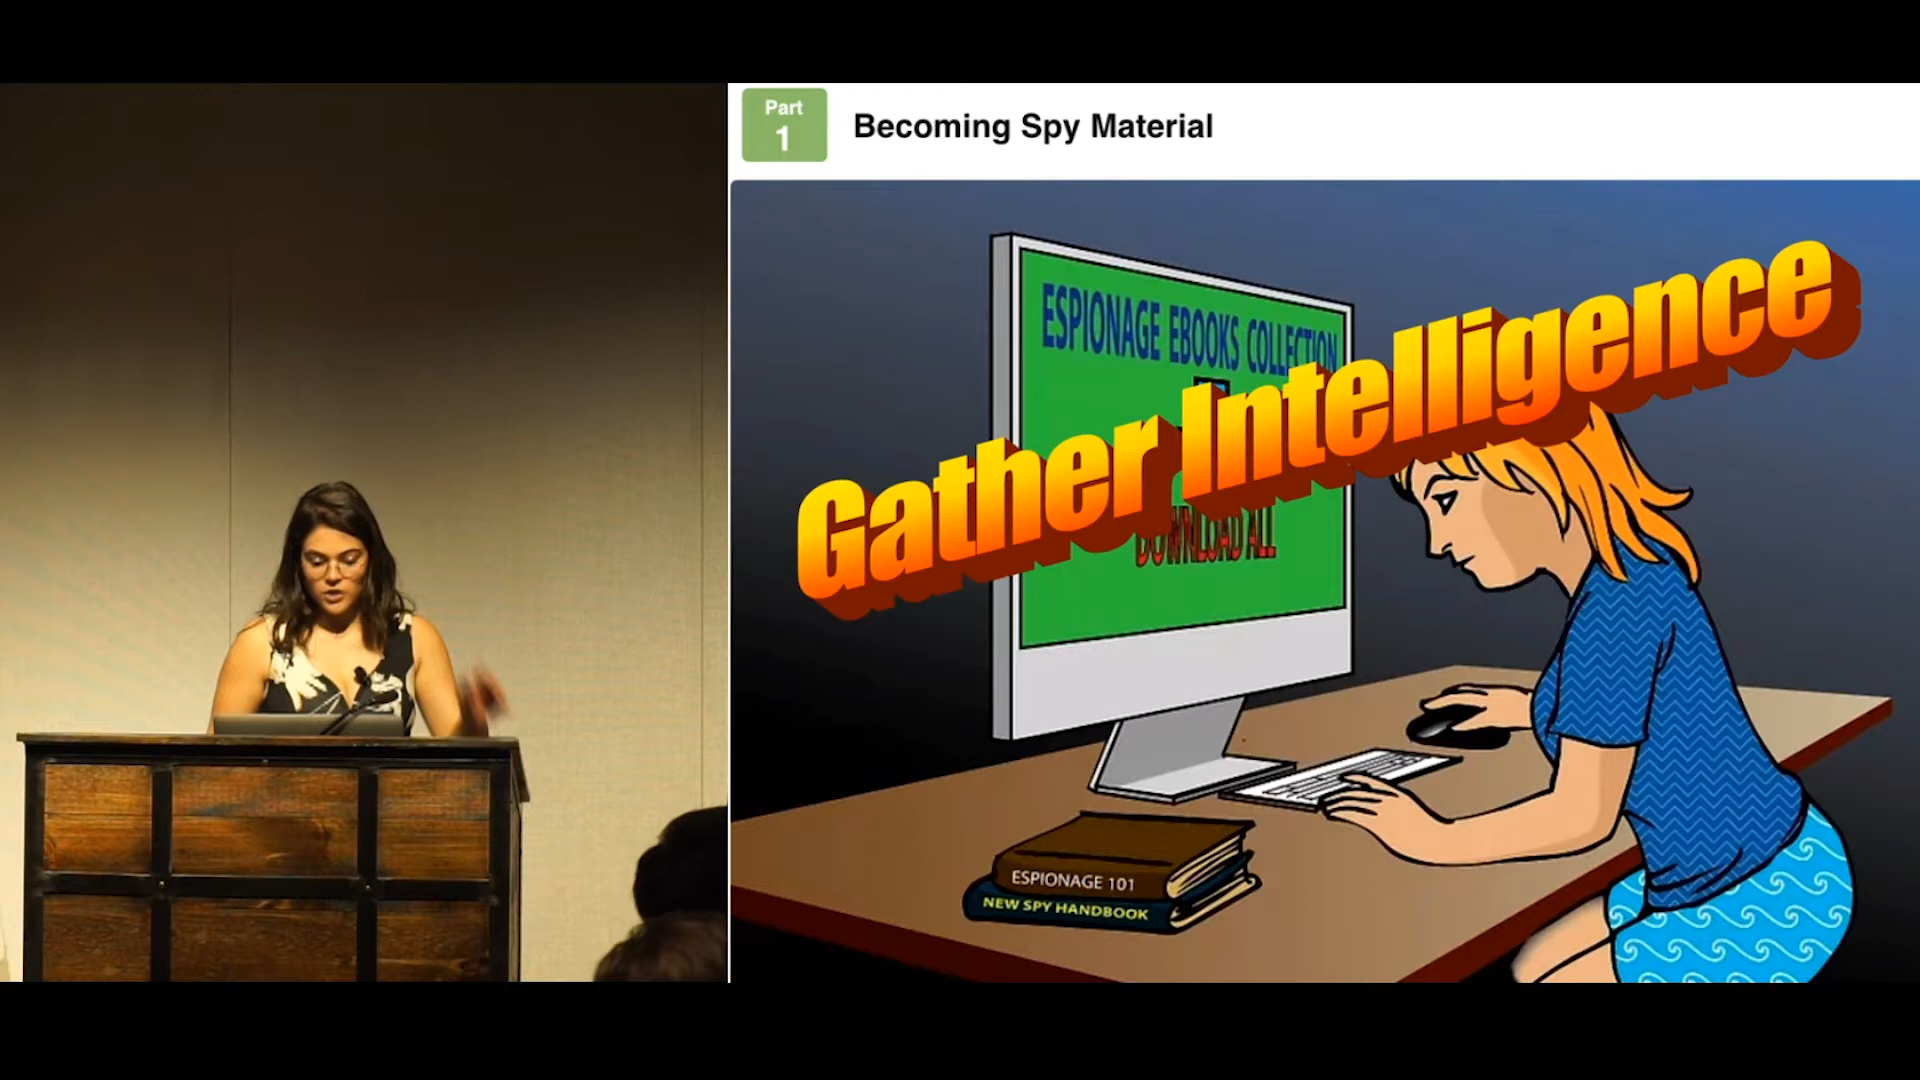 Part
1
Becoming Spy Material
ESPIONAGE EBOOKS COLLECTION
Gather Intelligence
DOWNLOAD ALL
ESPIONAGE 101
NEW SPY HANDBOOK